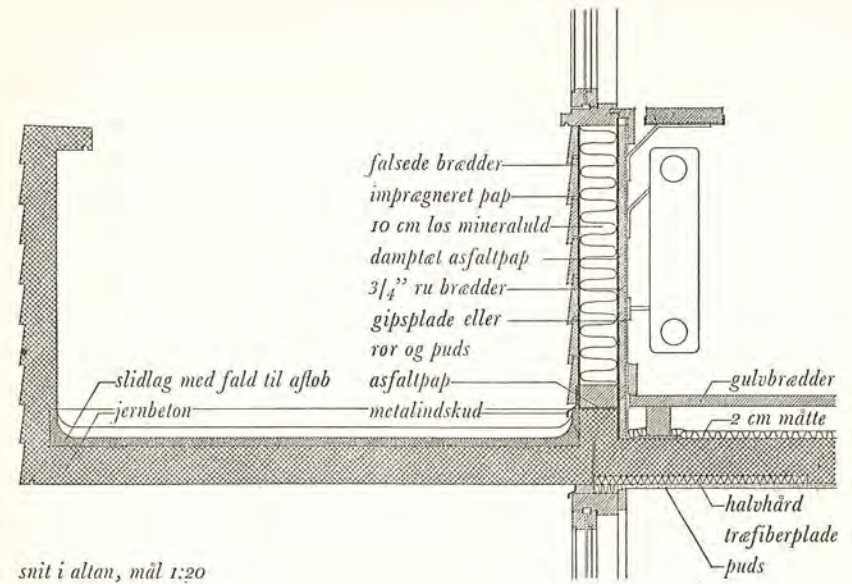 falsede brædder
imprægneret pap
10 cm løs mineraluld
damptæt asfaltpap
3/4” ru brædder
gipsplade eller
rør og puds
asfaltpap
metalindskud
slidlag med fald til afløb
jernbeton
gulvbrædder
2 cm måtte
halvhård
træfiberplade
puds
snit i altan, mål 1:20